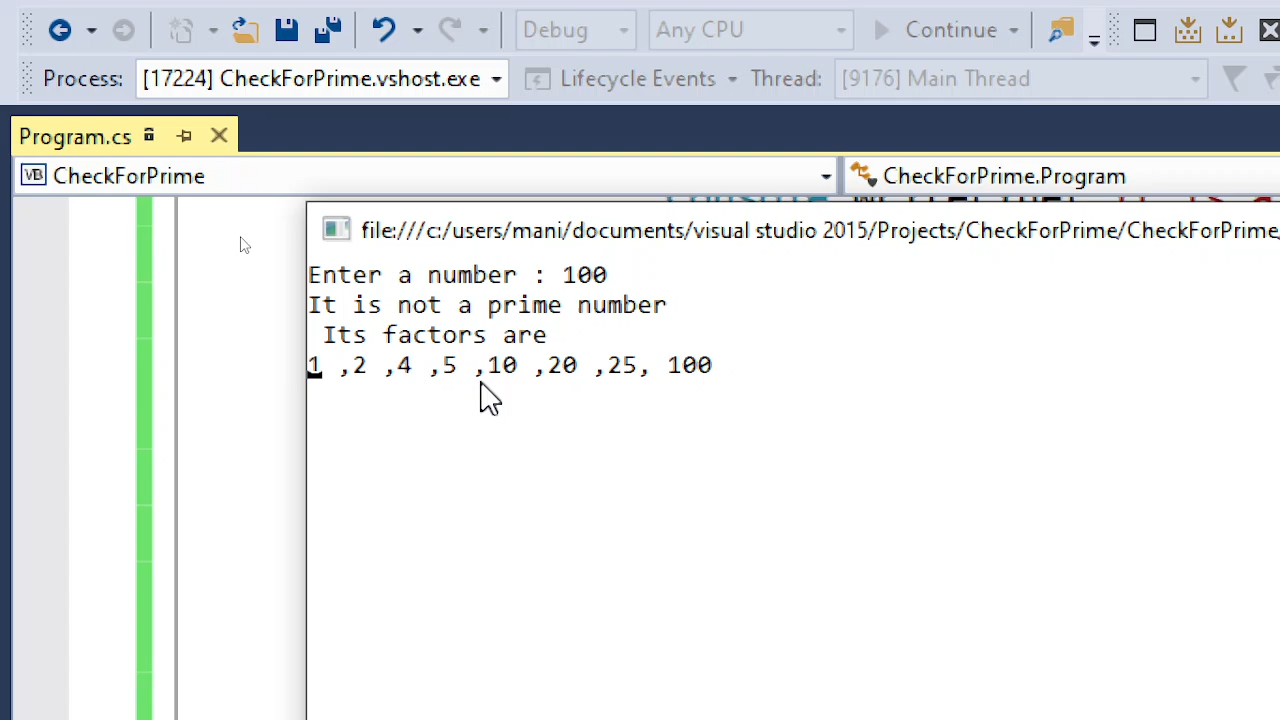 Debug Any CPU Continue
Process: [17224] CheckForPrime.vshost.exe Lifecycle Events Thread: [9176] Main Thread
Program.cs
CheckForPrime CheckForPrime.Program
file:///c:/users/mani/documents/visual studio 2015/Projects/CheckForPrime/CheckForPrime/
Enter a number : 100
It is not a prime number
Its factors are
1 ,2 ,4 ,5 ,10 ,20 ,25, 100